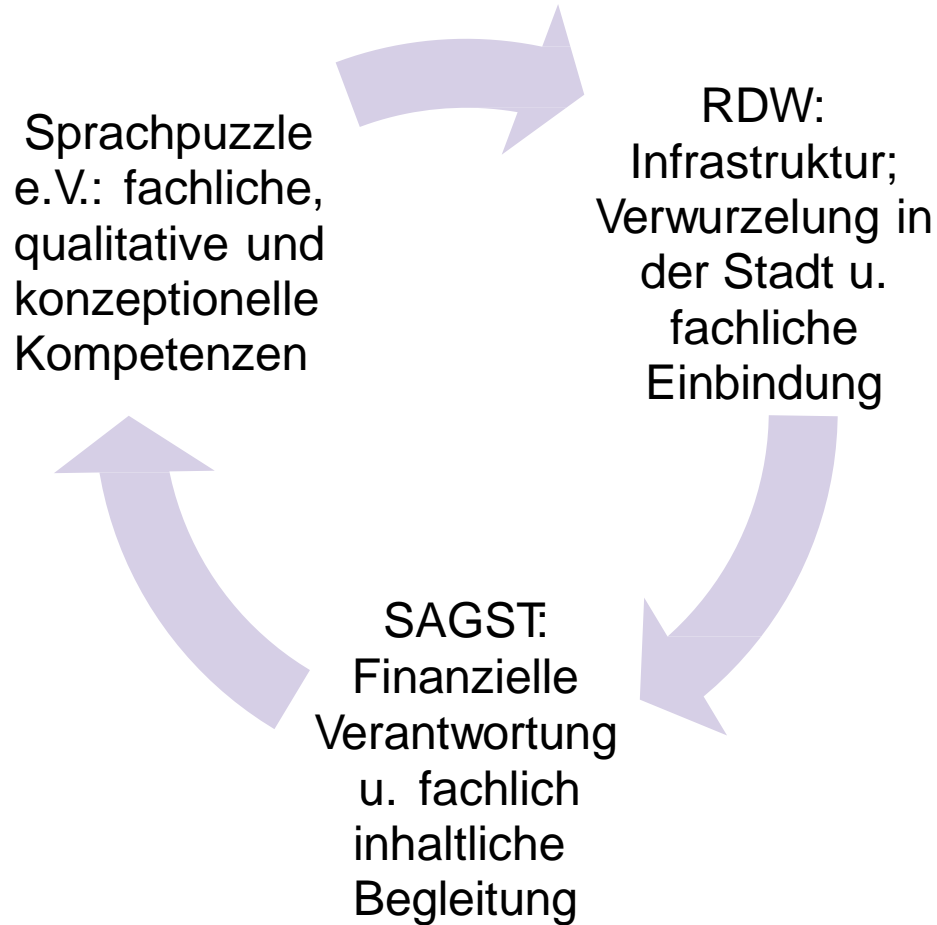 Sprachpuzzle
e.V.: fachliche,
qualitative und
konzeptionelle
Kompetenzen
RDW:
Infrastruktur;
Verwurzelung in
der Stadt u.
fachliche
Einbindung
SAGST:
Finanzielle
Verantwortung
u. fachlich
inhaltliche
Begleitung